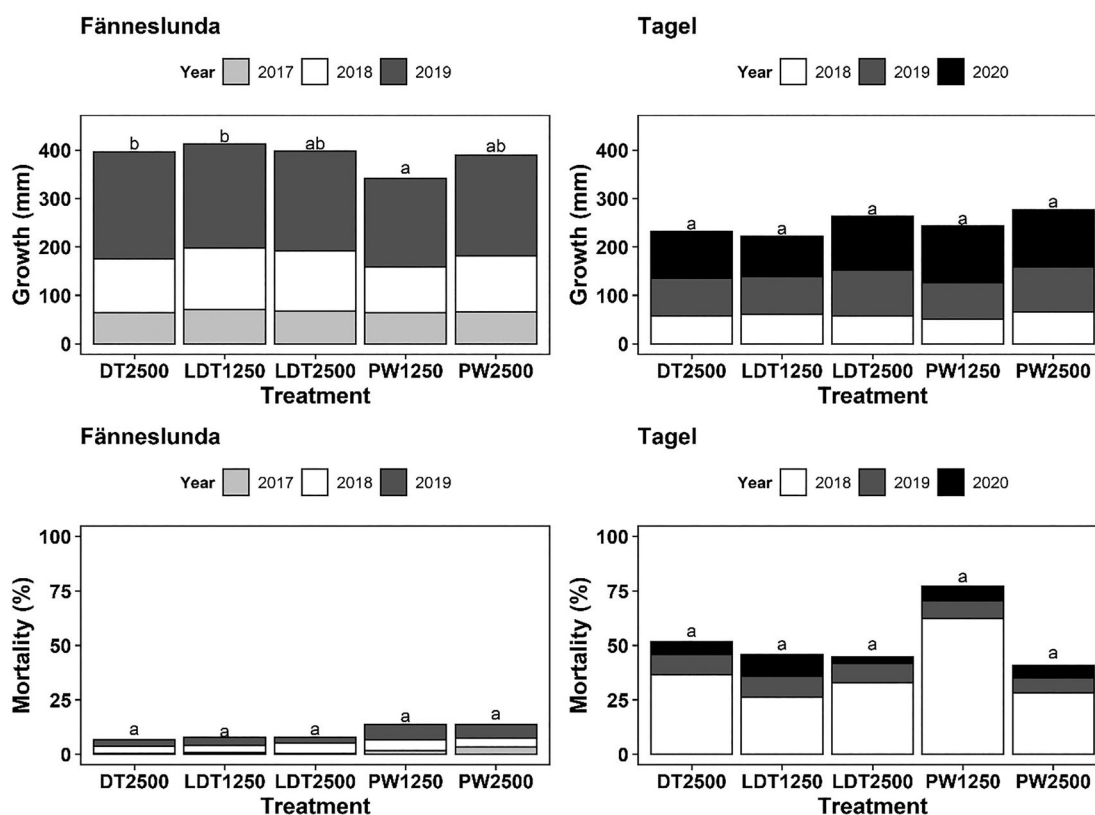 Fänneslunda
Year 2017 2018 2019
Growth (mm)
400
300
200
100
0
b b ab a ab
DT2500 LDT1250 LDT2500 PW1250 PW2500
Treatment
Tagel
Year 2018 2019 2020
Growth (mm)
400
300
200
100
0
a a a a a
DT2500 LDT1250 LDT2500 PW1250 PW2500
Treatment
Fänneslunda
Year 2017 2018 2019
Mortality (%)
100
75
50
25
0
a a a a a
DT2500 LDT1250 LDT2500 PW1250 PW2500
Treatment
Tagel
Year 2018 2019 2020
Mortality (%)
100
75
50
25
0
a a a a a
DT2500 LDT1250 LDT2500 PW1250 PW2500
Treatment